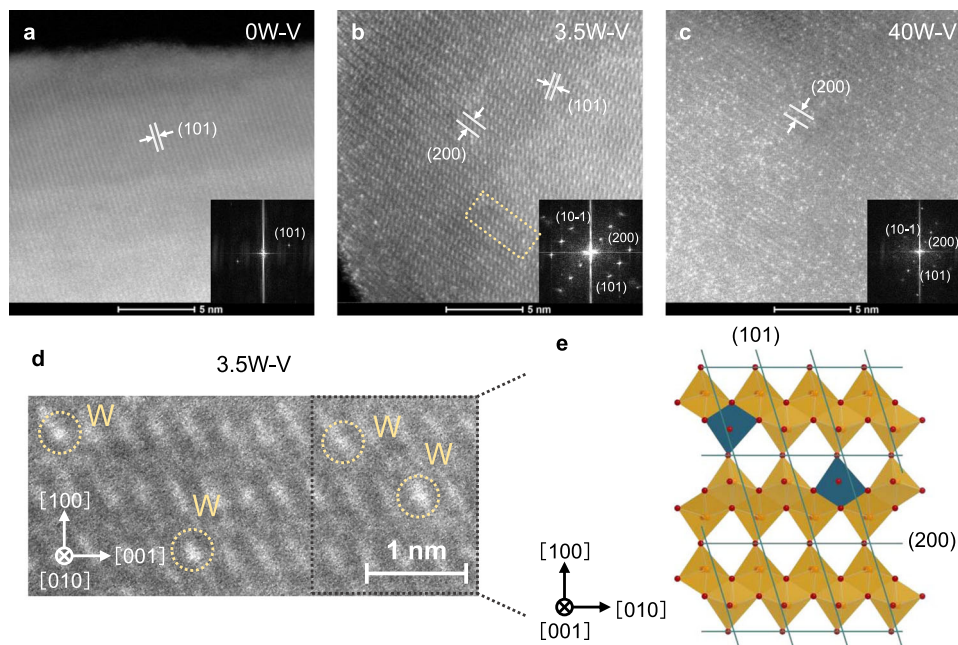 a
0W-V
(101)
(101)
5 nm
b
3.5W-V
(101)
(200)
(10-1)
(200)
(101)
5 nm
c
40W-V
(200)
(10-1)
(200)
(101)
5 nm
d
3.5W-V
W
W
W
W
[100]
[001]
[010]
1 nm
e
(101)
(200)
[100]
[010]
[001]